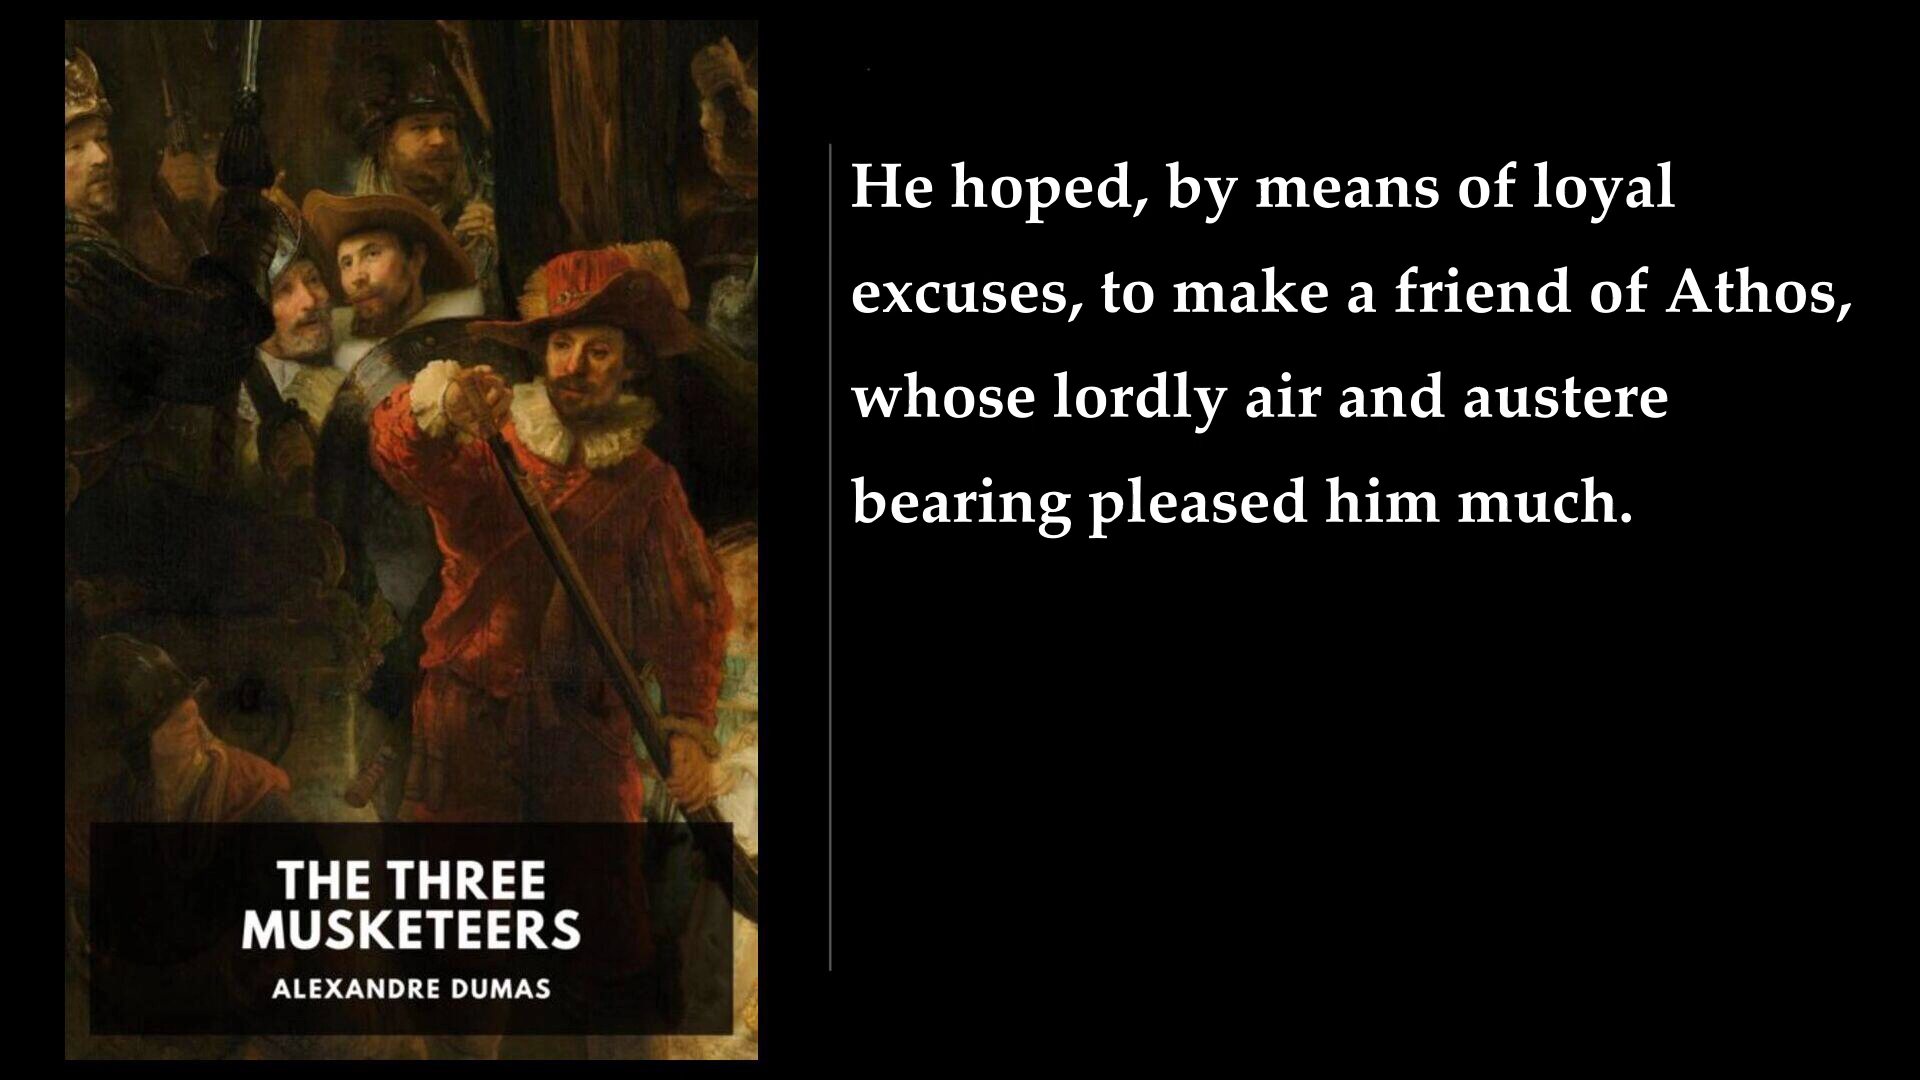 THE THREE
MUSKETEERS
ALEXANDRE DUMAS
He hoped, by means of loyal
excuses, to make a friend of Athos,
whose lordly air and austere
bearing pleased him much.